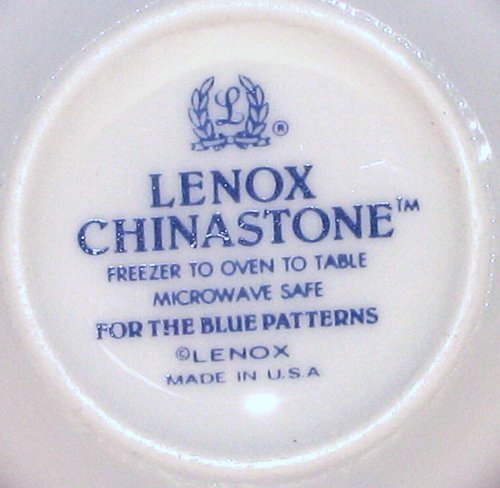 L ®
LENOX
CHINASTONE™
FREEZER TO OVEN TO TABLE
MICROWAVE SAFE
FOR THE BLUE PATTERNS
©LENOX
MADE IN U.S.A